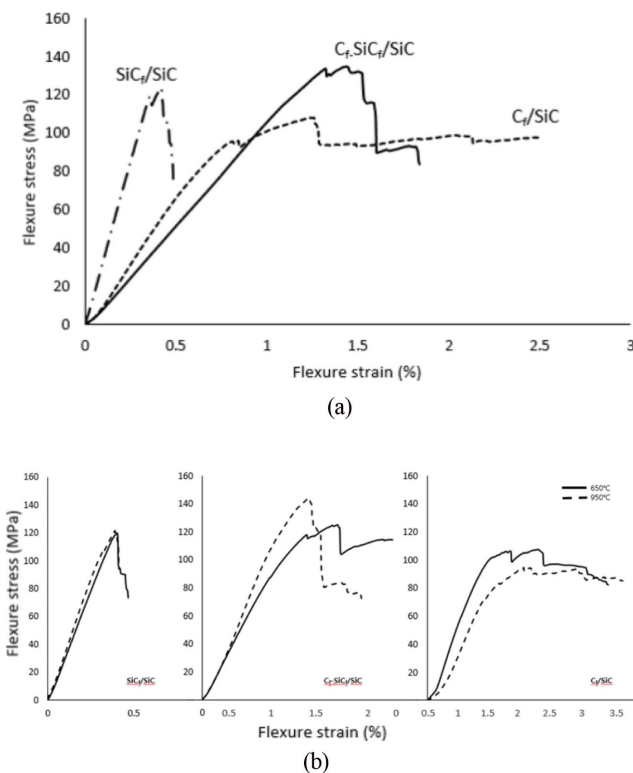 160
140
120
100
80
60
40
20
0
Flexure stress (MPa)
SiCf/SiC
Cf-SiCf/SiC
Cf/SiC
0 0.5 1 1.5 2 2.5 3
Flexure strain (%)
(a)
160 160 160
140 140 140
120 120 120
100 100 100
80 80 80
60 60 60
40 40 40
20 20 20
0 0
Flexure stress (MPa)
650°C
950°C
SiCf/SiC Cf-SiCf/SiC Cf/SiC
0 0.5 0 0.5 1 1.5 2 0 0.5 1 1.5 2 2.5 3 3.5
Flexure strain (%)
(b)